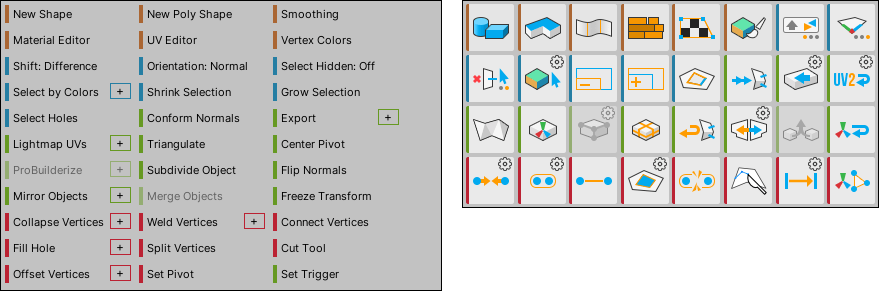 New Shape New Poly Shape Smoothing
Material Editor UV Editor Vertex Colors
Shift: Difference Orientation: Normal Select Hidden: Off
Select by Colors + Shrink Selection Grow Selection
Select Holes Conform Normals Export +
Lightmap UVs + Triangulate Center Pivot
ProBuilderize + Subdivide Object Flip Normals
Mirror Objects + Merge Objects Freeze Transform
Collapse Vertices + Weld Vertices + Connect Vertices
Fill Hole + Split Vertices Cut Tool
Offset Vertices + Set Pivot Set Trigger
UV2